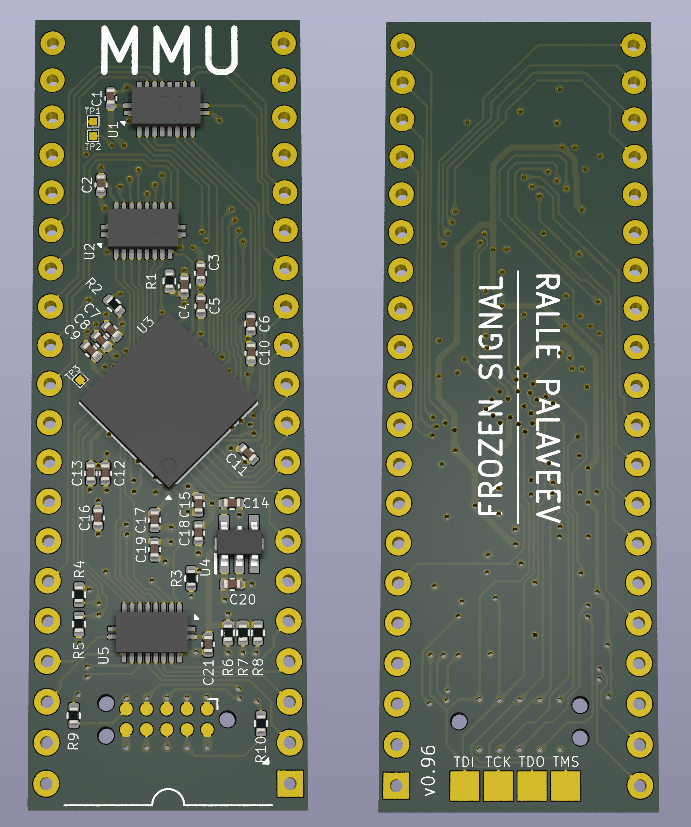 MMU
C1
TP1
TP2
U1
C2
U2
C3
R1
C4
C5
R2
C7
C8
C9
U3
C6
C10
TP3
C11
C13
C12
C14
C15
C16
C17
C18
C19
U4
R3
C20
R4
R5
U5
C21
R6
R7
R8
R9
R10
FROZEN SIGNAL
RALLE PALAVEEV
v0.96
TDI TCK TDO TMS